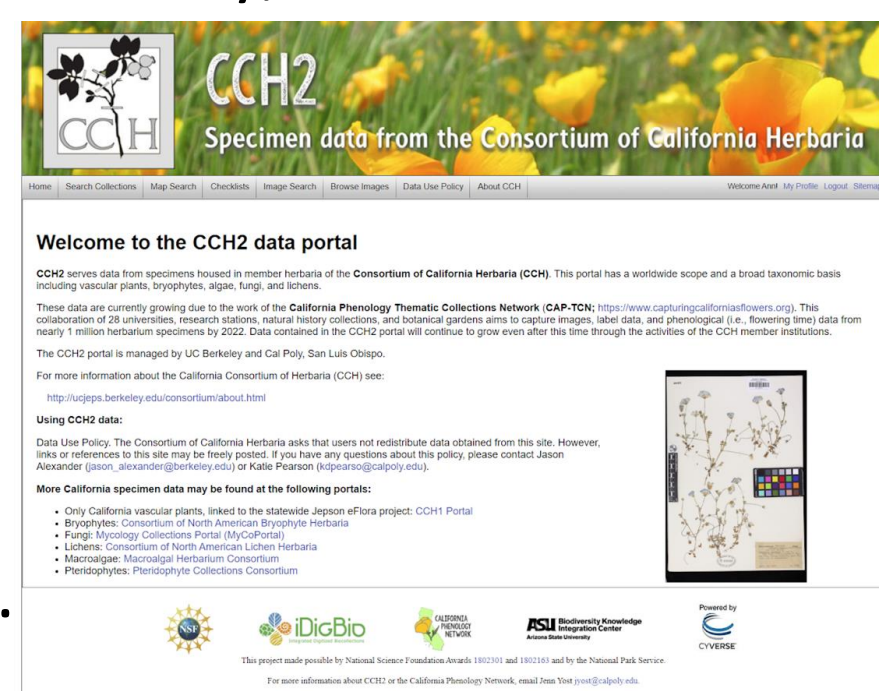 CCH
CCH2
Specimen data from the Consortium of California Herbaria
Home Search Collections Map Search Checklists Image Search Browse Images Data Use Policy About CCH Welcome Ann! My Profile Logout Sitemap
Welcome to the CCH2 data portal
CCH2 serves data from specimens housed in member herbaria of the Consortium of California Herbaria (CCH). This portal has a worldwide scope and a broad taxonomic basis
including vascular plants, bryophytes, algae, fungi, and lichens.
These data are currently growing due to the work of the California Phenology Thematic Collections Network (CAP-TCN; https://www.capturingcaliforniasflowers.org). This
collaboration of 28 universities, research stations, natural history collections, and botanical gardens aims to capture images, label data, and phenological (i.e., flowering time) data from
nearly 1 million herbarium specimens by 2022. Data contained in the CCH2 portal will continue to grow even after this time through the activities of the CCH member institutions.
The CCH2 portal is managed by UC Berkeley and Cal Poly, San Luis Obispo.
For more information about the California Consortium of Herbaria (CCH) see:
http://ucjeps.berkeley.edu/consortium/about.html
Using CCH2 data:
Data Use Policy. The Consortium of California Herbaria asks that users not redistribute data obtained from this site. However,
links or references to this site may be freely posted. If you have any questions about this policy, please contact Jason
Alexander (jason_alexander@berkeley.edu) or Katie Pearson (kdpearso@calpoly.edu).
More California specimen data may be found at the following portals:
• Only California vascular plants, linked to the statewide Jepson eFlora project: CCH1 Portal
• Bryophytes: Consortium of North American Bryophyte Herbaria
• Fungi: Mycology Collections Portal (MyCoPortal)
• Lichens: Consortium of North American Lichen Herbaria
• Macroalgae: Macroalgal Herbarium Consortium
• Pteridophytes: Pteridophyte Collections Consortium
NSF
iDigBio
Integrated Digitized Biocollections
CALIFORNIA
PHENOLOGY
NETWORK
ASU Biodiversity Knowledge
Integration Center
Arizona State University
Powered by
CYVERSE
This project made possible by National Science Foundation Awards 1802301 and 1802163 and by the National Park Service.
For more information about CCH2 or the California Phenology Network, email Jenn Yost jyost@calpoly.edu.